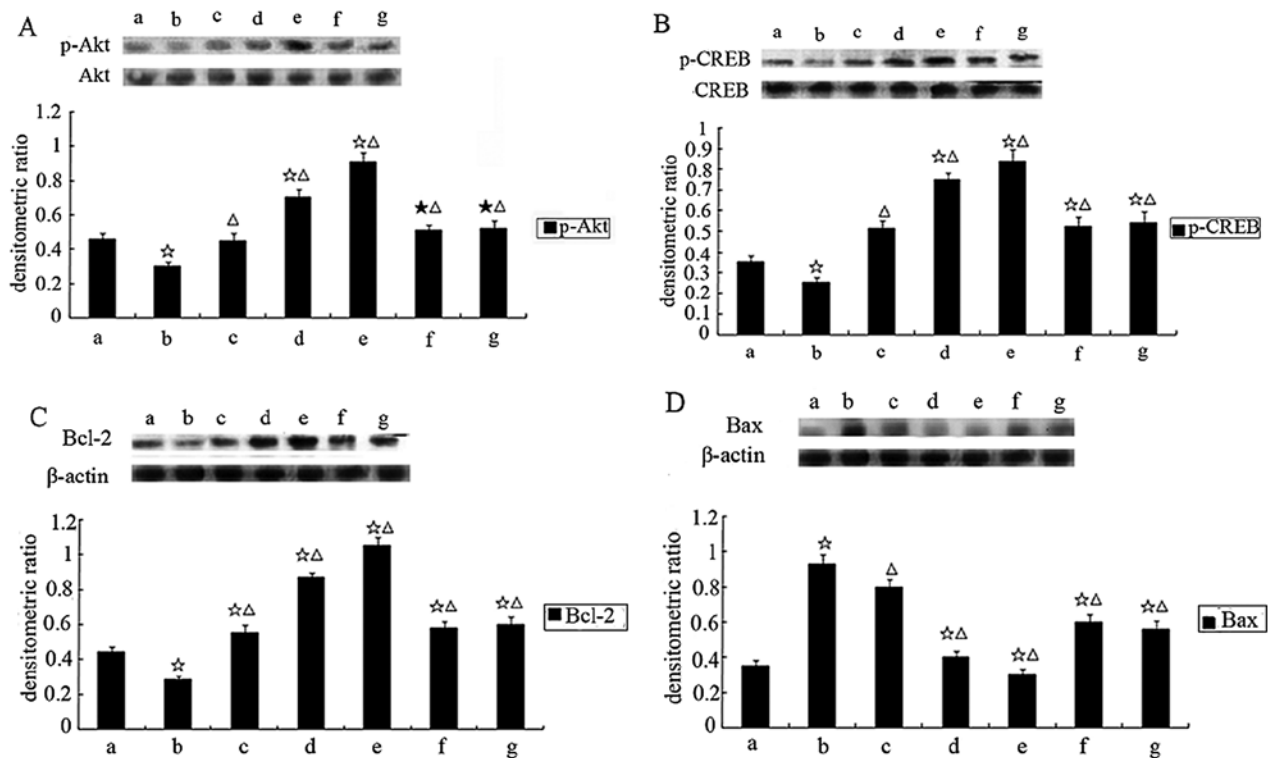 A
a b c d e f g
p-Akt
Akt
1.2
1
0.8
0.6
0.4
0.2
0
densitometric ratio
☆
△
☆△
☆△
★△
★△
p-Akt
a b c d e f g
B
a b c d e f g
p-CREB
CREB
1
0.9
0.8
0.7
0.6
0.5
0.4
0.3
0.2
0.1
0
densitometric ratio
☆
△
☆△
☆△
☆△
☆△
p-CREB
a b c d e f g
C
a b c d e f g
Bcl-2
β-actin
1.2
1
0.8
0.6
0.4
0.2
0
densitometric ratio
☆
☆△
☆△
☆△
☆△
☆△
Bcl-2
a b c d e f g
D
a b c d e f g
Bax
β-actin
1.2
1
0.8
0.6
0.4
0.2
0
densitometric ratio
☆
△
☆△
☆△
☆△
☆△
Bax
a b c d e f g